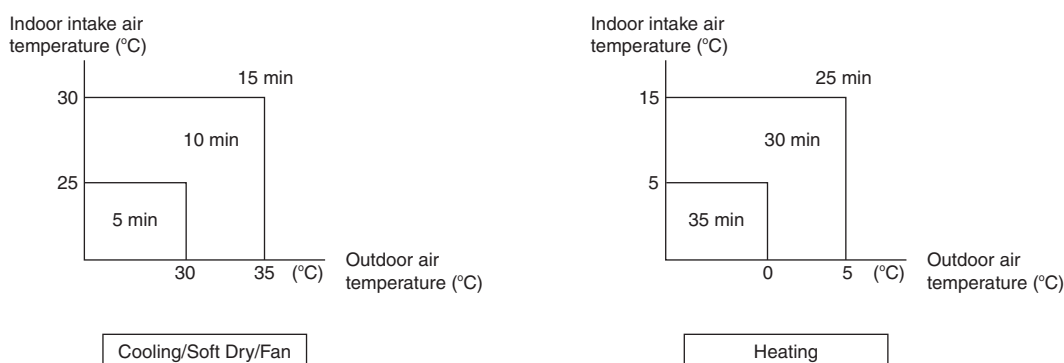 Indoor intake air
temperature (°C)
15 min
30
10 min
25
5 min
30 35 (°C)
Outdoor air
temperature (°C)
Cooling/Soft Dry/Fan
Indoor intake air
temperature (°C)
25 min
15
30 min
5
35 min
0 5 (°C)
Outdoor air
temperature (°C)
Heating